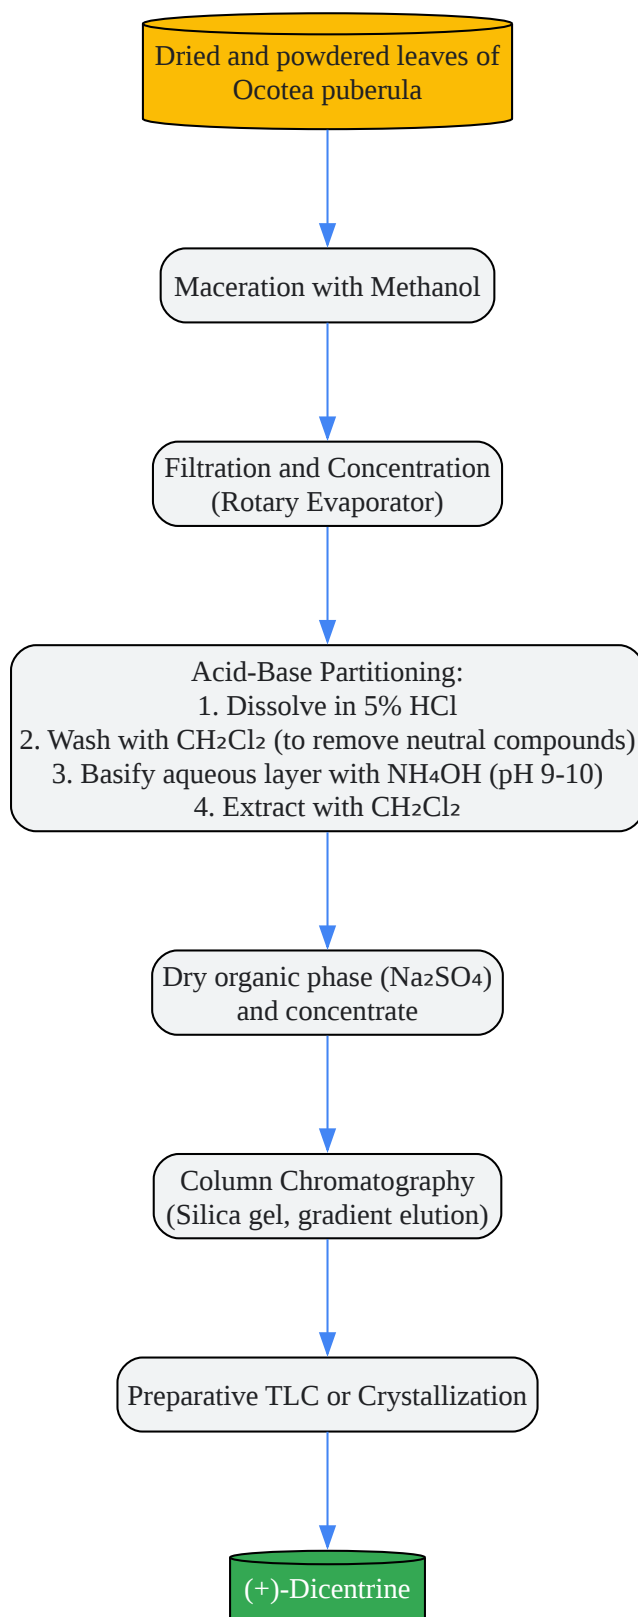 Dried and powdered leaves of
Ocotea puberula
Maceration with Methanol
Filtration and Concentration
(Rotary Evaporator)
Acid-Base Partitioning:
1. Dissolve in 5% HCl
2. Wash with CH₂Cl₂ (to remove neutral compounds)
3. Basify aqueous layer with NH₄OH (pH 9-10)
4. Extract with CH₂Cl₂
Dry organic phase (Na₂SO₄)
and concentrate
Column Chromatography
(Silica gel, gradient elution)
Preparative TLC or Crystallization
(+)-Dicentrine